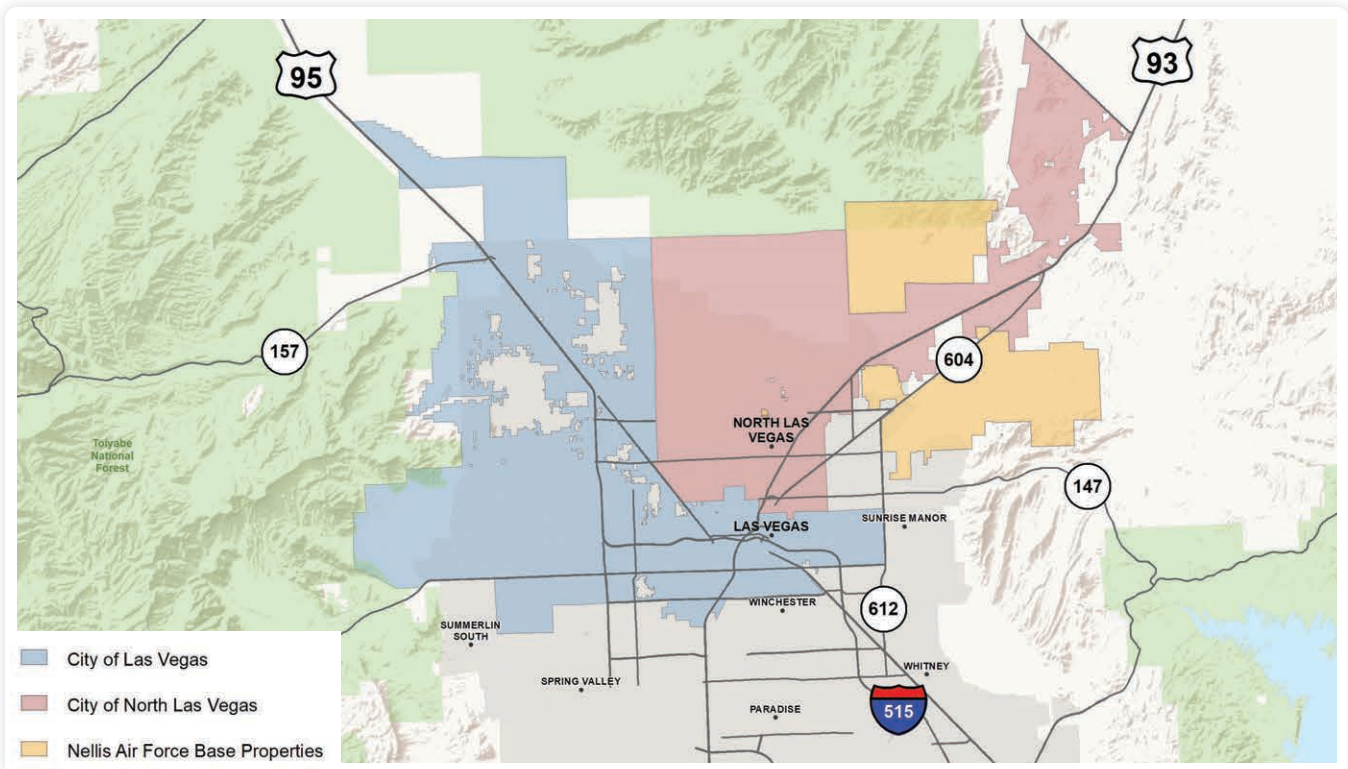 95
93
157
604
NORTH LAS
VEGAS
Toiyabe
National
Forest
147
LAS VEGAS
SUNRISE MANOR
612
WINCHESTER
SUMMERLIN
SOUTH
WHITNEY
SPRING VALLEY
515
PARADISE
City of Las Vegas
City of North Las Vegas
Nellis Air Force Base Properties